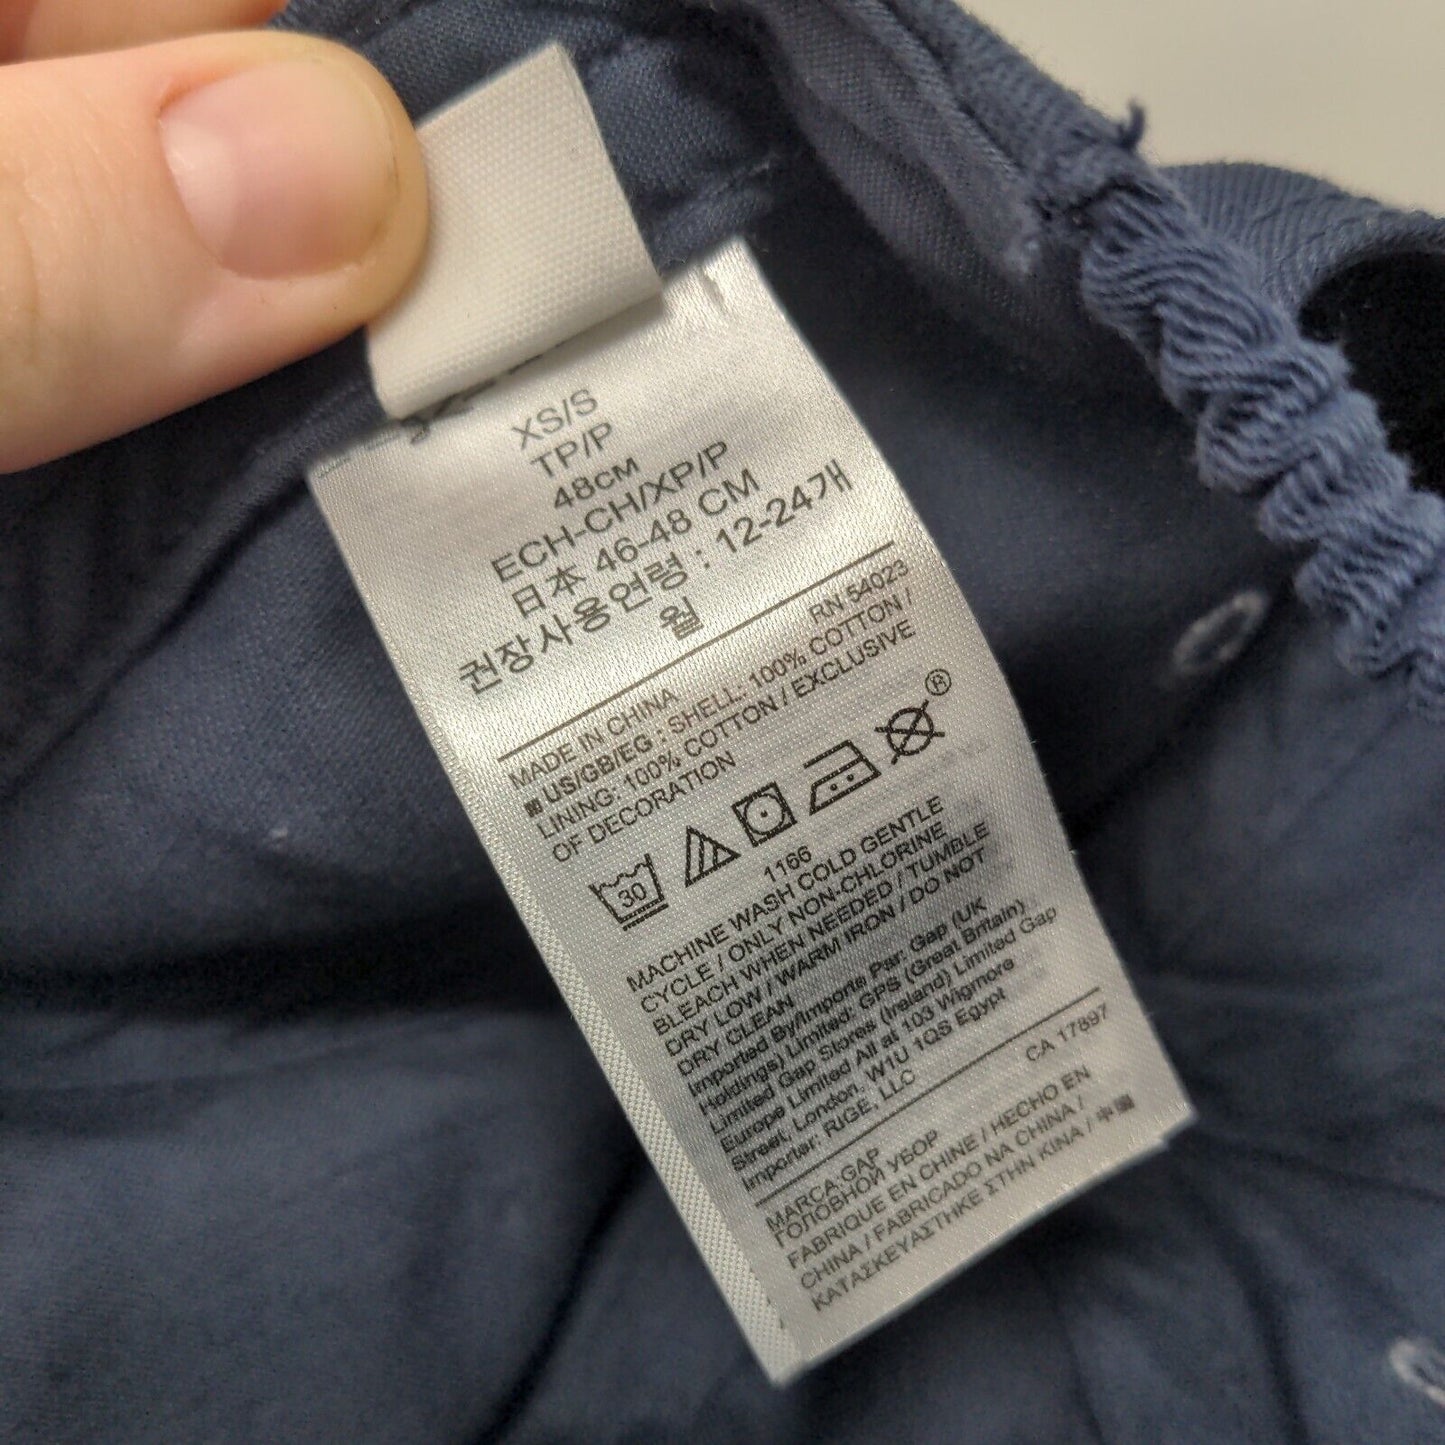 XS/S
TP/P
48CM
ECH-CH/XP/P
日本 46-48 CM
권장사용연령 : 12-24개
월
RN 54023
MADE IN CHINA
US/GB/EG : SHELL: 100% COTTON /
LINING: 100% COTTON / EXCLUSIVE
OF DECORATION
®
30
1166
MACHINE WASH COLD GENTLE
CYCLE / ONLY NON-CHLORINE
BLEACH WHEN NEEDED / TUMBLE
DRY LOW / WARM IRON / DO NOT
DRY CLEAN
Imported By/Imports Par: Gap (UK
Holdings) Limited: GPS (Great Britain)
Limited Gap Stores (Ireland) Limited Gap
Europe Limited All at 103 Wigmore
Street, London, W1U 1QS Egypt
Importer: RIGE, LLC
CA 17897
MARCA:GAP
ГОЛОВНОЙ УБОР
FABRIQUE EN CHINE / HECHO EN
CHINA / FABRICADO NA CHINA /
ΚΑΤΑΣΚΕΥΑΣΤΗΚΕ ΣΤΗΝ ΚΙΝΑ / 中國